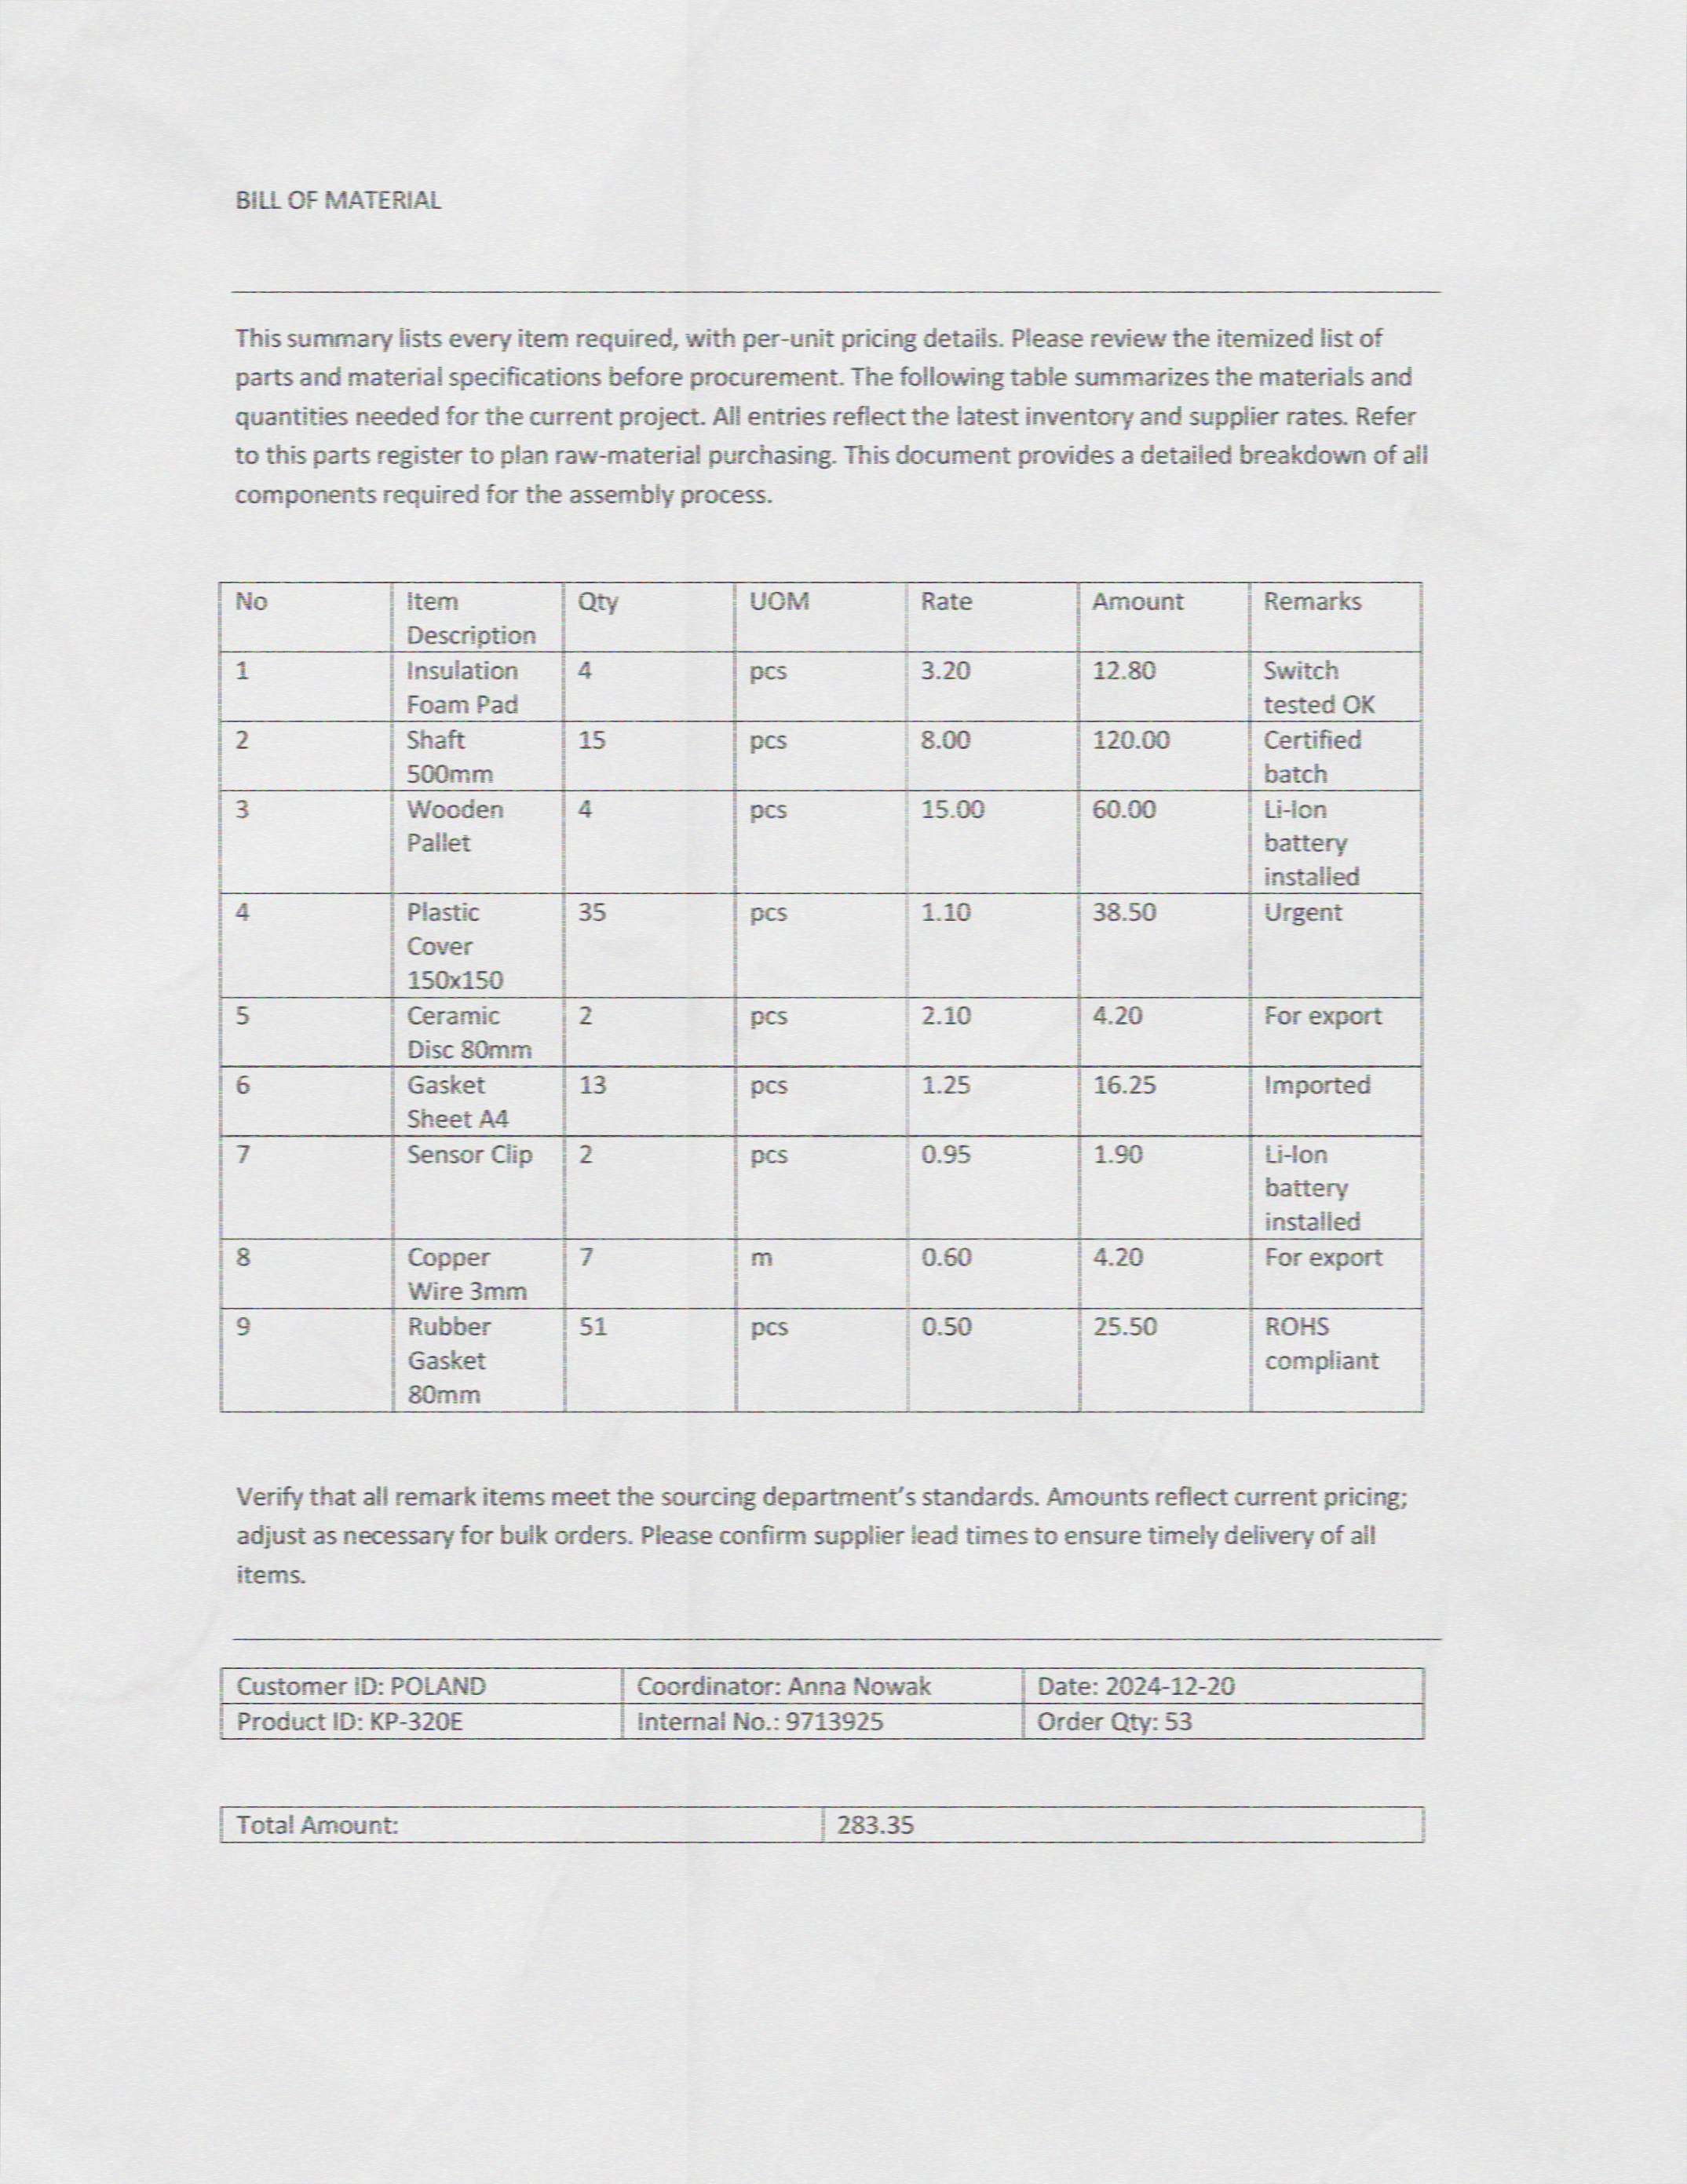 BILL OF MATERIAL
This summary lists every item required, with per-unit pricing details. Please review the itemized list of
parts and material specifications before procurement. The following table summarizes the materials and
quantities needed for the current project. All entries reflect the latest inventory and supplier rates. Refer
to this parts register to plan raw-material purchasing. This document provides a detailed breakdown of all
components required for the assembly process.
No Item Description Qty UOM Rate Amount Remarks
1 Insulation Foam Pad 4 pcs 3.20 12.80 Switch tested OK
2 Shaft 500mm 15 pcs 8.00 120.00 Certified batch
3 Wooden Pallet 4 pcs 15.00 60.00 Li-Ion battery installed
4 Plastic Cover 150x150 35 pcs 1.10 38.50 Urgent
5 Ceramic Disc 80mm 2 pcs 2.10 4.20 For export
6 Gasket Sheet A4 13 pcs 1.25 16.25 Imported
7 Sensor Clip 2 pcs 0.95 1.90 Li-Ion battery installed
8 Copper Wire 3mm 7 m 0.60 4.20 For export
9 Rubber Gasket 80mm 51 pcs 0.50 25.50 ROHS compliant
Verify that all remark items meet the sourcing department's standards. Amounts reflect current pricing;
adjust as necessary for bulk orders. Please confirm supplier lead times to ensure timely delivery of all
items.
Customer ID: POLAND Coordinator: Anna Nowak Date: 2024-12-20
Product ID: KP-320E Internal No.: 9713925 Order Qty: 53
Total Amount: 283.35